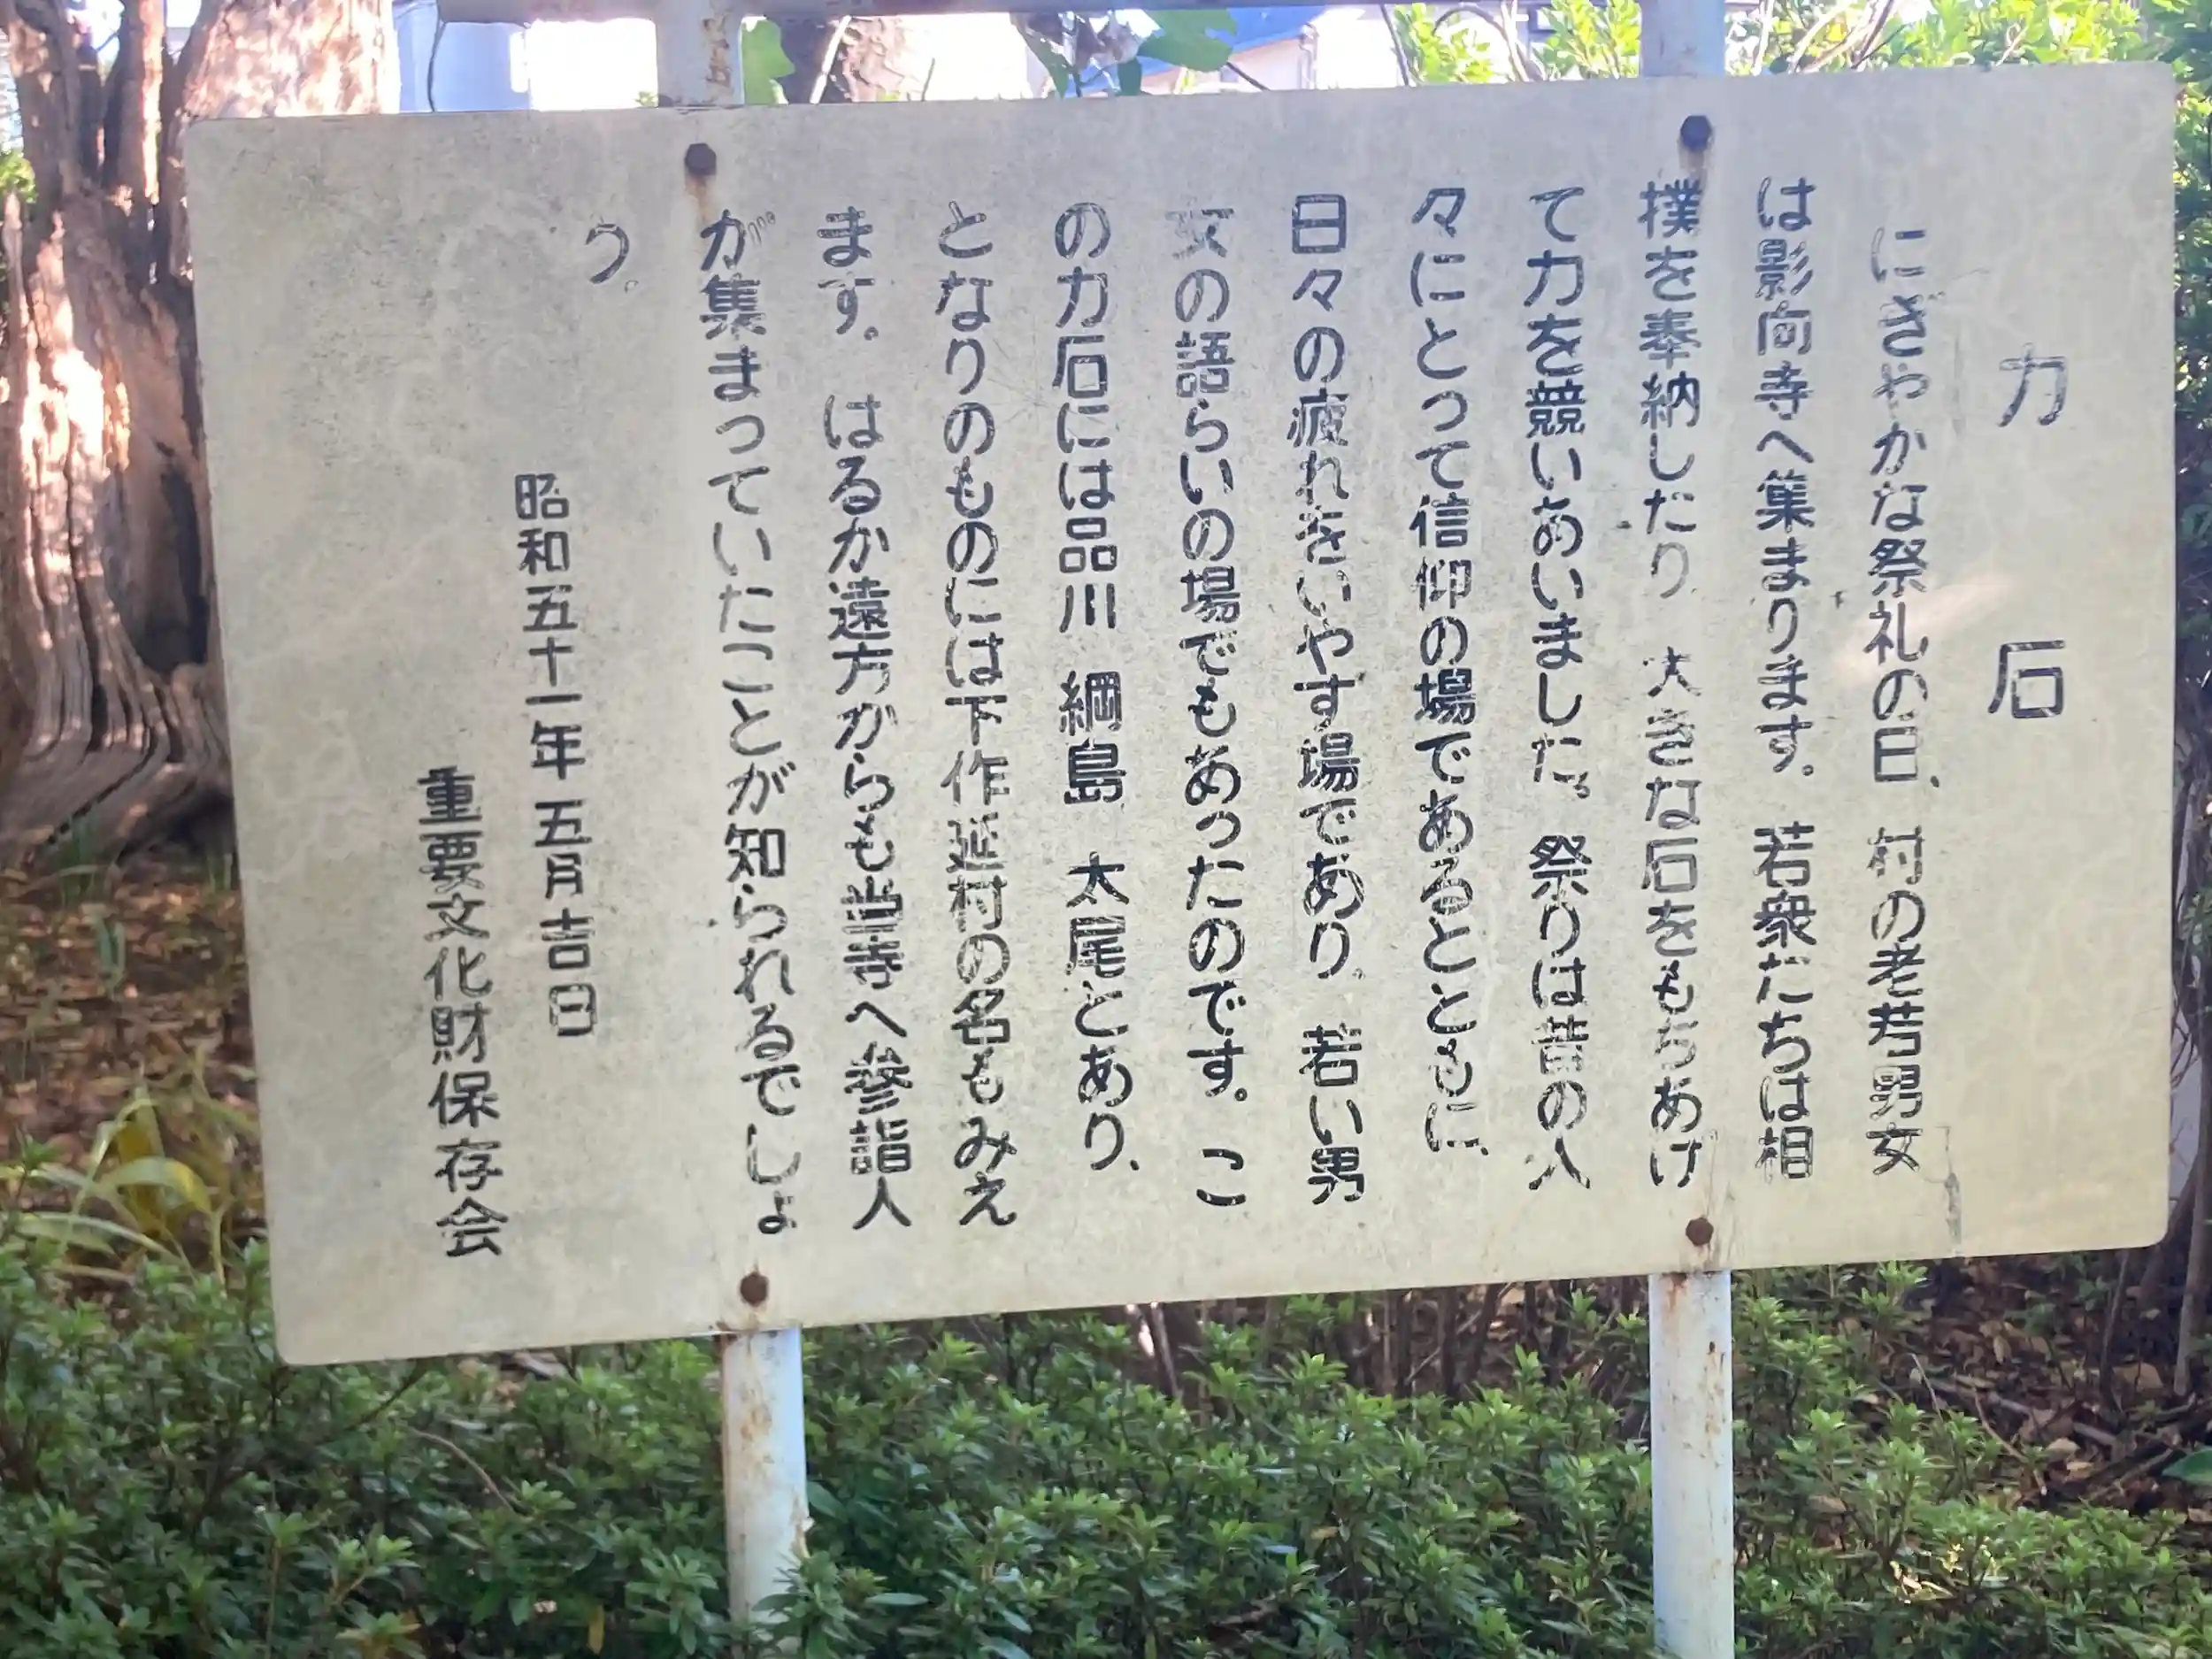 力石
にぎやかな祭礼の日、村の老若男女
は影向寺へ集まります。若衆たちは相
撲を奉納したり、大きな石をもちあげ
て力を競いあいました。祭りは昔の人
々にとって信仰の場であるとともに、
日々の疲れをいやす場であり、若い男
女の語らいの場でもあったのです。こ
の力石には品川 綱島 大尾とあり、
となりのものには下作延村の名もみえ
ます。はるか遠方からも当寺へ参詣人
が集まっていたことが知られるでしょ
う。
昭和五十一年五月吉日
重要文化財保存会